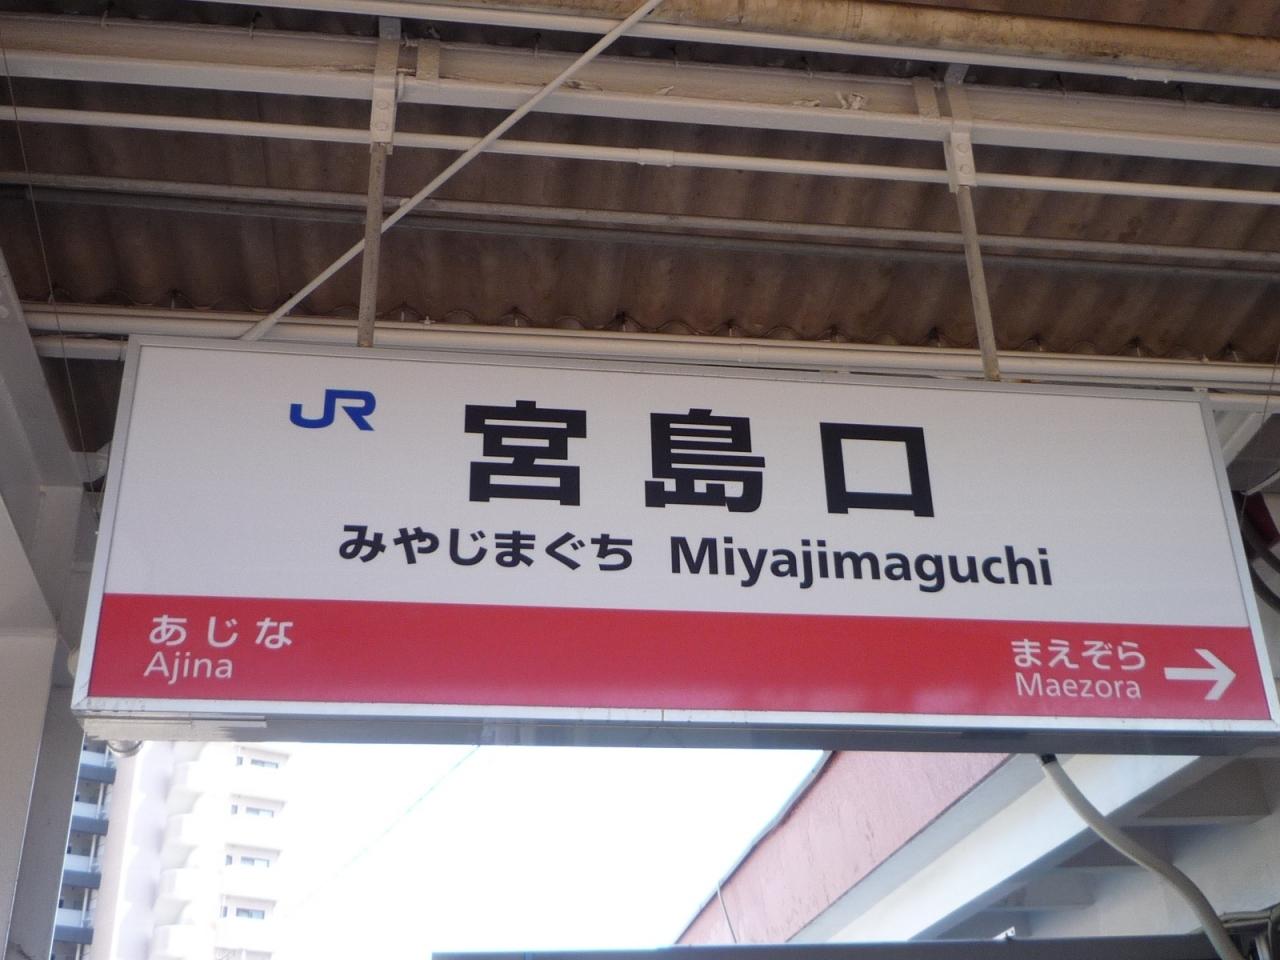 JR 宮島口
みやじまぐち Miyajimaguchi
あじな
Ajina
まえぞら
Maezora